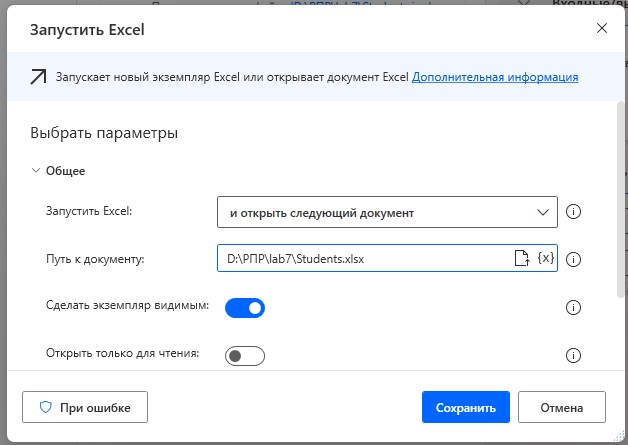 Запустить Excel
Запускает новый экземпляр Excel или открывает документ Excel Дополнительная информация
Выбрать параметры
Общее
Запустить Excel: и открыть следующий документ
Путь к документу: D:\РПР\lab7\Students.xlsx {x}
Сделать экземпляр видимым:
Открыть только для чтения:
При ошибке Сохранить Отмена